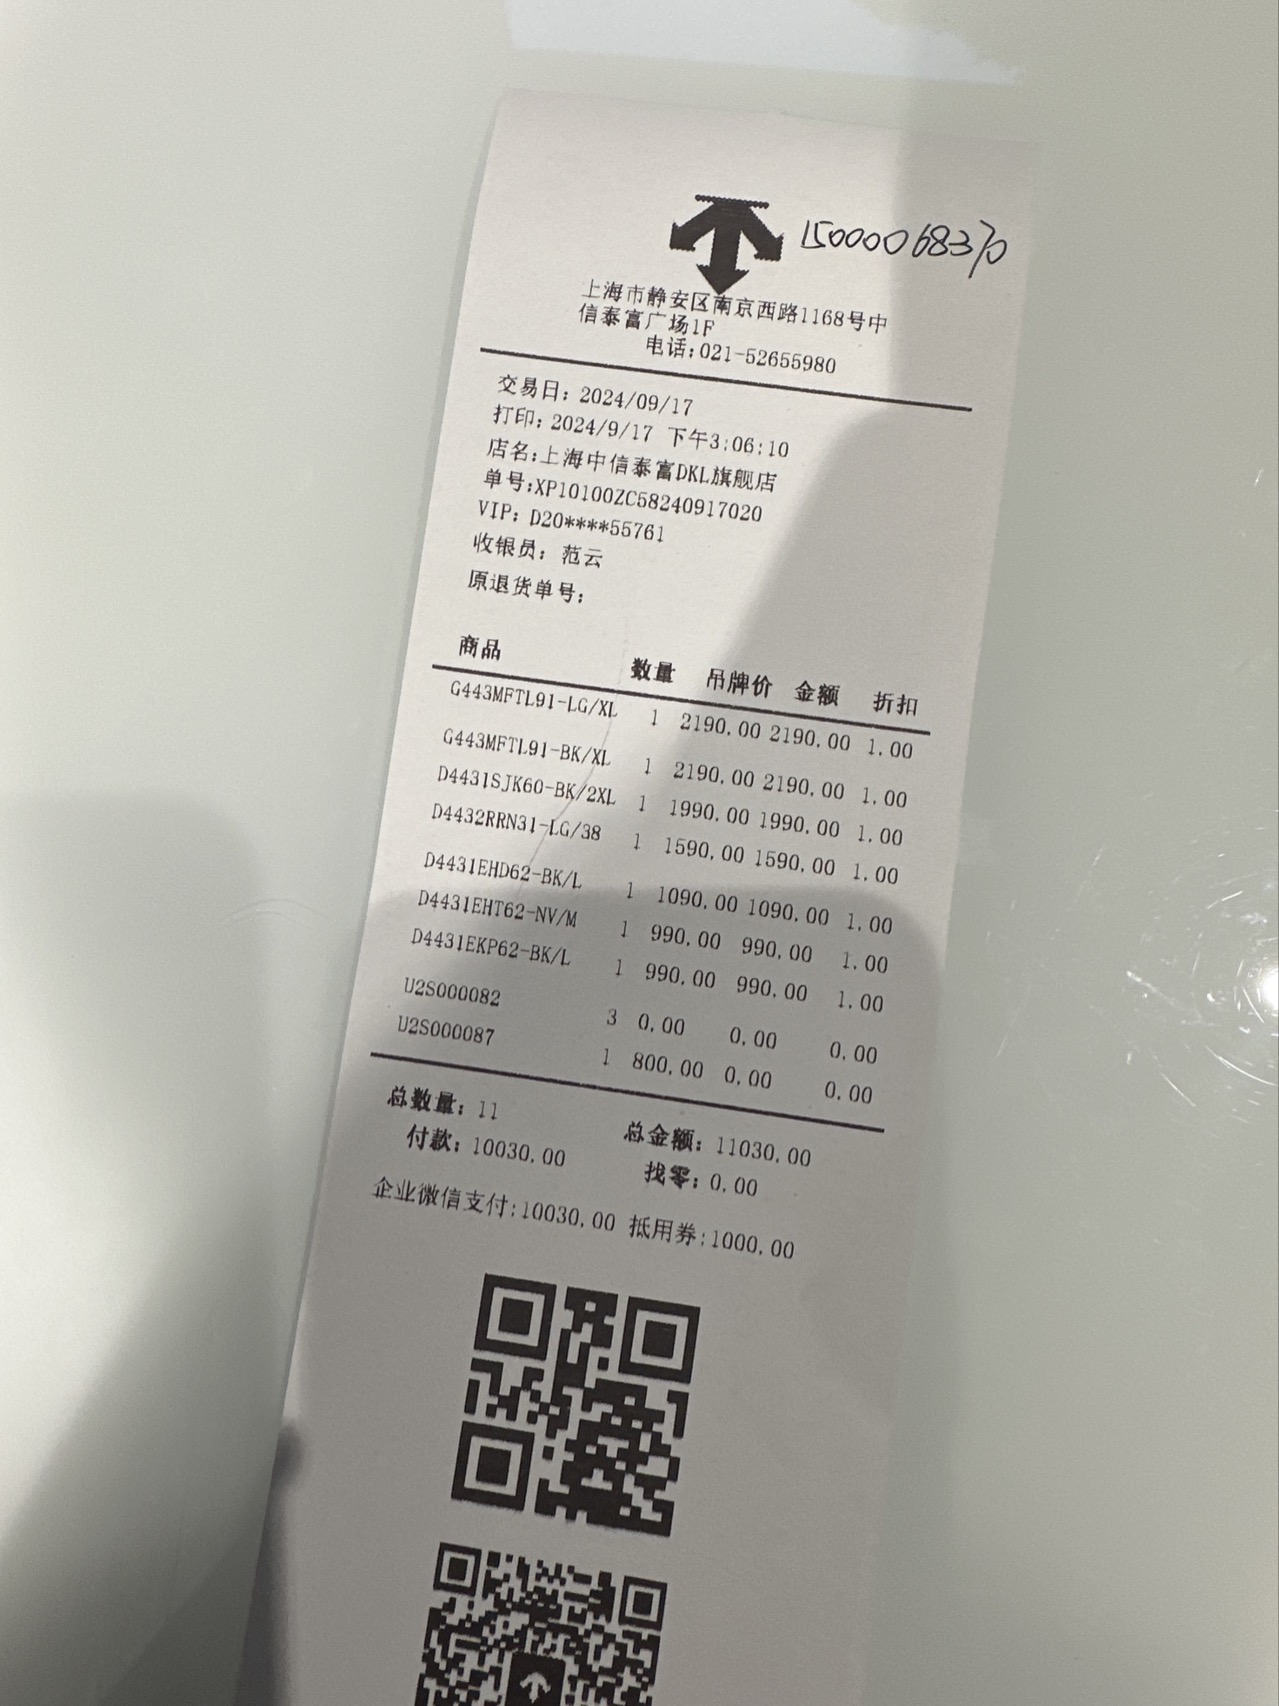 15000068370
上海市静安区南京西路1168号中
信泰富广场1F
电话:021-52655980
交易日: 2024/09/17
打印: 2024/9/17 下午3:06:10
店名:上海中信泰富DKL旗舰店
单号:XP10100ZC58240917020
VIP: D20****55761
收银员: 范云
原退货单号:
商品 数量 吊牌价 金额 折扣
G443MFTL91-LG/XL 1 2190.00 2190.00 1.00
G443MFTL91-BK/XL 1 2190.00 2190.00 1.00
D4431SJK60-BK/2XL 1 1990.00 1990.00 1.00
D4432RRN31-LG/38 1 1590.00 1590.00 1.00
D4431EHD62-BK/L 1 1090.00 1090.00 1.00
D4431EHT62-NV/M 1 990.00 990.00 1.00
D4431EKP62-BK/L 1 990.00 990.00 1.00
U2S000082 3 0.00 0.00 0.00
U2S000087 1 800.00 0.00 0.00
总数量: 11 总金额: 11030.00
付款: 10030.00 找零: 0.00
企业微信支付:10030.00 抵用券:1000.00